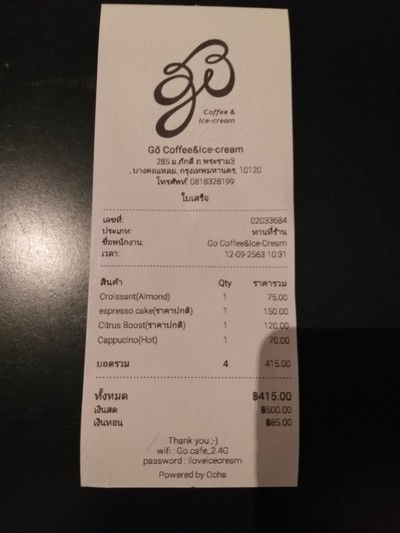 go
Coffee &
Ice-cream
Gō Coffee&Ice-cream
285 ม.ภักดี ถ.พระราม3
, บางคอแหลม, กรุงเทพมหานคร, 10120
โทรศัพท์. 0818328199
ใบเสร็จ
เลขที่: 02033684
ประเภท: ทานที่ร้าน
ชื่อพนักงาน: Go Coffee&Ice-Cream
เวลา: 12-09-2563 10:31
สินค้า Qty ราคารวม
Croissant(Almond) 1 75.00
espresso cake(ราคาปกติ) 1 150.00
Citrus Boost(ราคาปกติ) 1 120.00
Cappucino(Hot) 1 70.00
ยอดรวม 4 415.00
ทั้งหมด ฿415.00
เงินสด ฿500.00
เงินทอน ฿85.00
Thank you ;-)
wifi : Go.cafe_2.4G
password : iloveicecream
Powered by Ocha